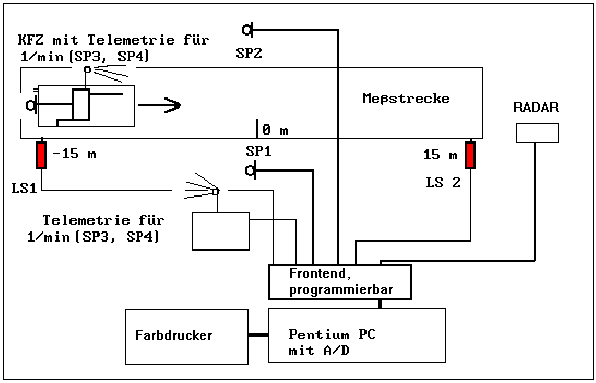 KFZ mit Telemetrie für
1/min (SP3, SP4)
SP2
Meßstrecke
RADAR
0 m
-15 m
SP1
15 m
LS1
LS 2
Telemetrie für
1/min (SP3, SP4)
Frontend,
programmierbar
Farbdrucker
Pentium PC
mit A/D